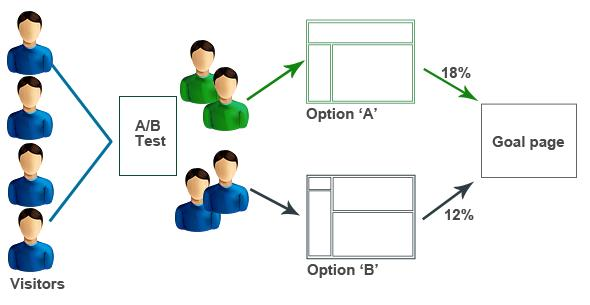 Visitors
A/B
Test
Option ‘A’
Option ‘B’
18%
12%
Goal page